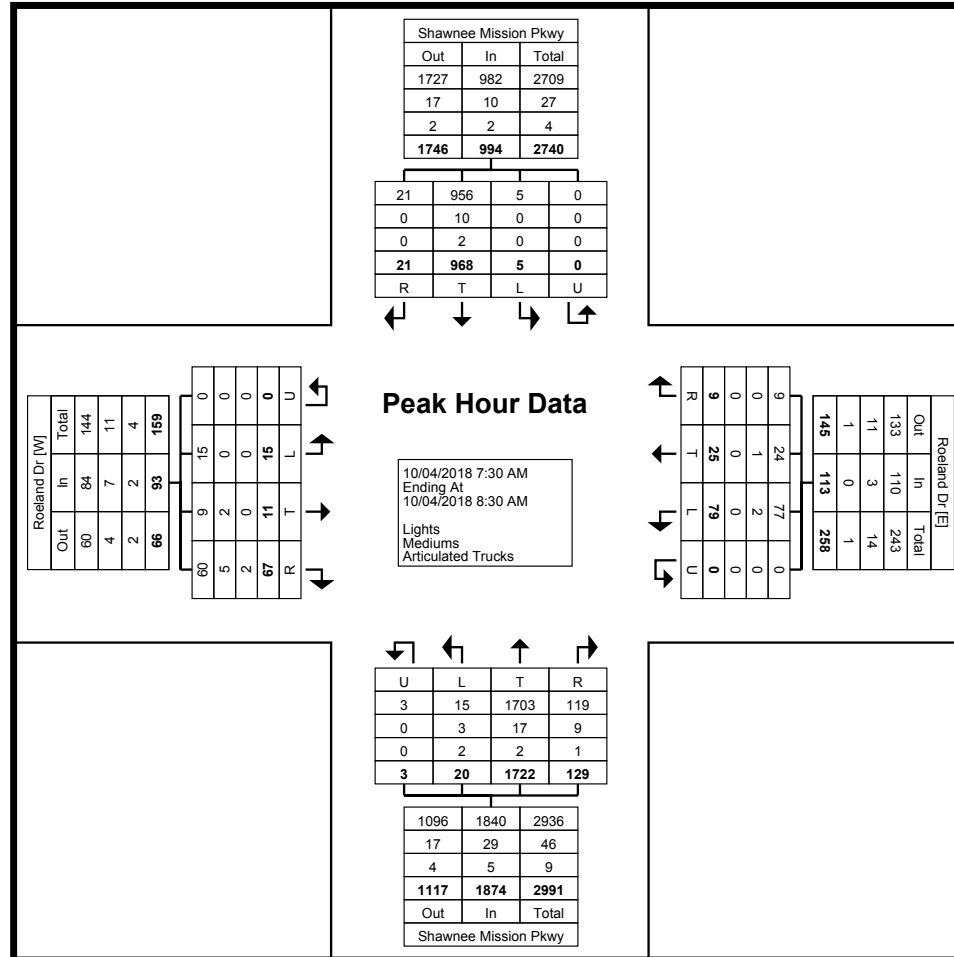 Shawnee Mission Pkwy
Out In Total
1727 982 2709
17 10 27
2 2 4
1746 994 2740
21 956 5 0
0 10 0 0
0 2 0 0
21 968 5 0
R T L U
Roeland Dr [W]
Total In Out
144 84 60
11 7 4
4 2 2
159 93 66
0 15 9 60
0 0 2 5
0 0 0 2
0 15 11 67
U L T R
Peak Hour Data
10/04/2018 7:30 AM
Ending At
10/04/2018 8:30 AM
Lights
Mediums
Articulated Trucks
R T L U
9 25 79 0
0 0 0 0
0 1 2 0
9 24 77 0
145 113 258
1 0 1
11 3 14
133 110 243
Out In Total
Roeland Dr [E]
U L T R
3 15 1703 119
0 3 17 9
0 2 2 1
3 20 1722 129
1096 1840 2936
17 29 46
4 5 9
1117 1874 2991
Out In Total
Shawnee Mission Pkwy